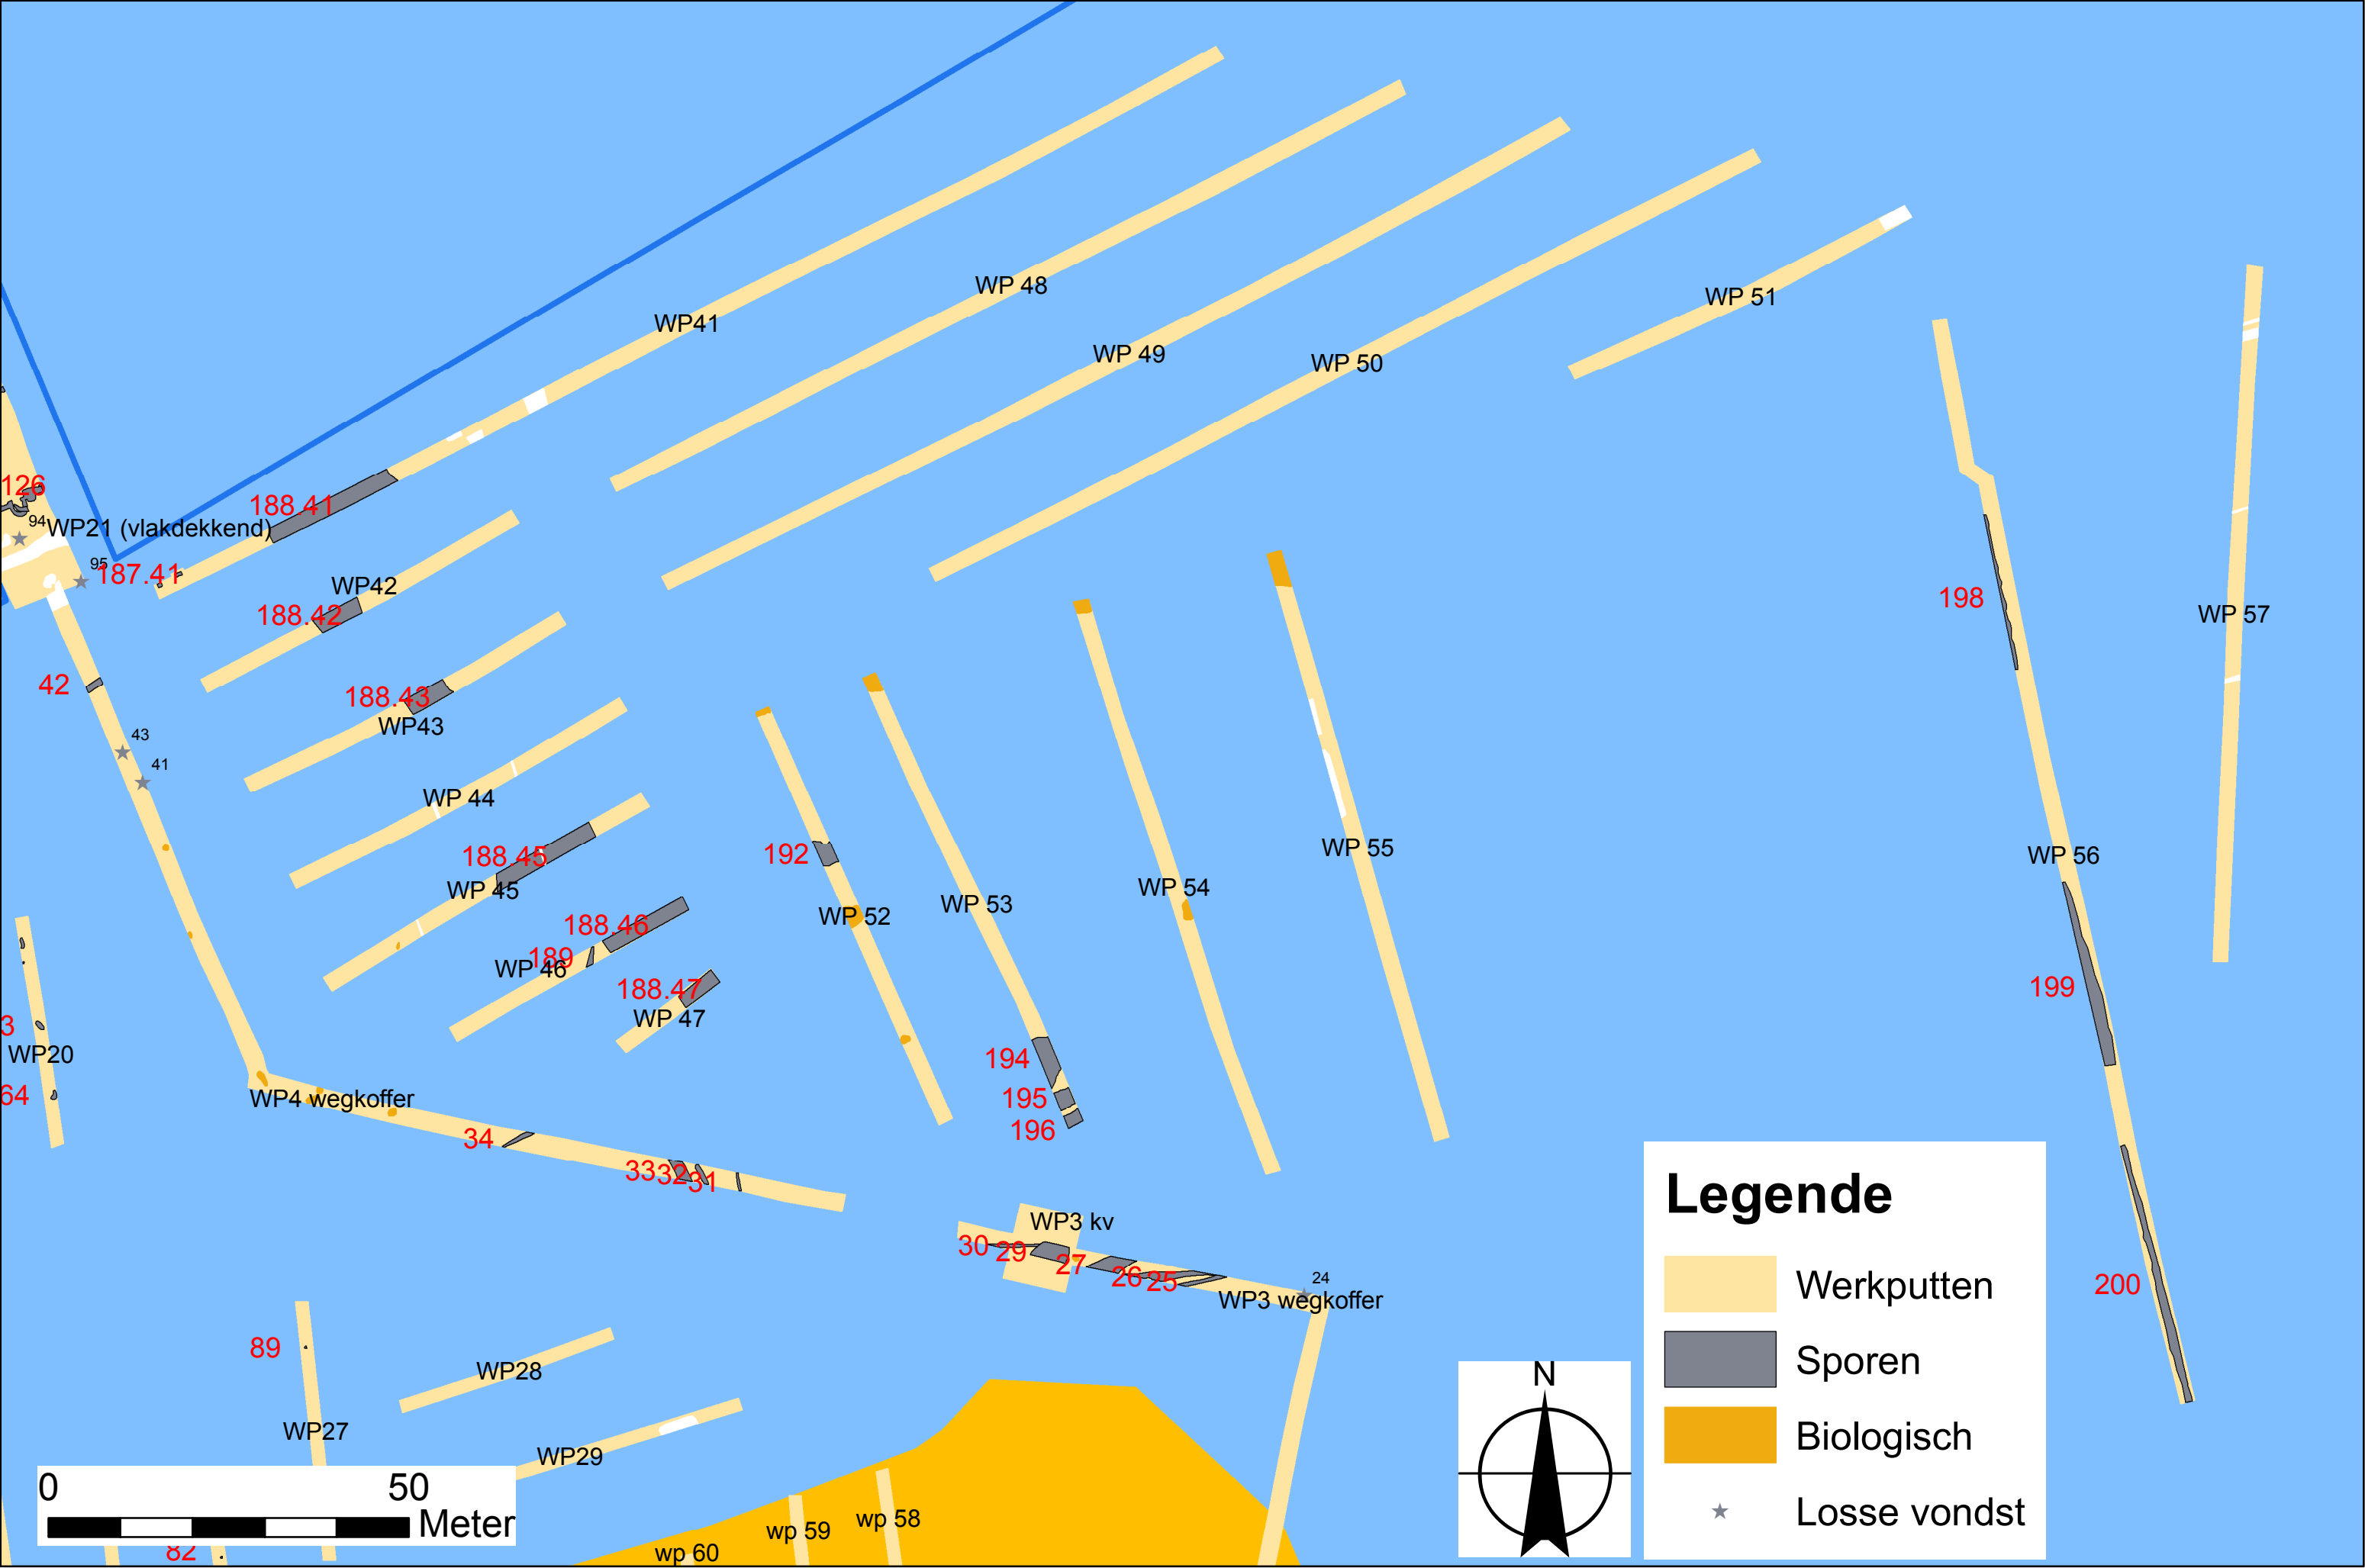 WP 48
WP41
WP 51
WP 49
WP 50
126
188.41
94
WP21 (vlakdekkend)
95
187.41
WP42
188.42
198
WP 57
42
188.43
WP43
43
41
WP 44
192
188.45
WP 55
WP 56
WP 45
WP 54
WP 53
WP 52
188.46
189
WP 46
188.47
199
WP 47
3
WP20
194
64
195
WP4 wegkoffer
196
34
33
32
31
WP3 kv
30
29
27
26
25
24
WP3 wegkoffer
200
89
WP28
WP27
WP29
wp 58
wp 59
wp 60
82
0
50
Meter
N
Legende
Werkputten
Sporen
Biologisch
Losse vondst